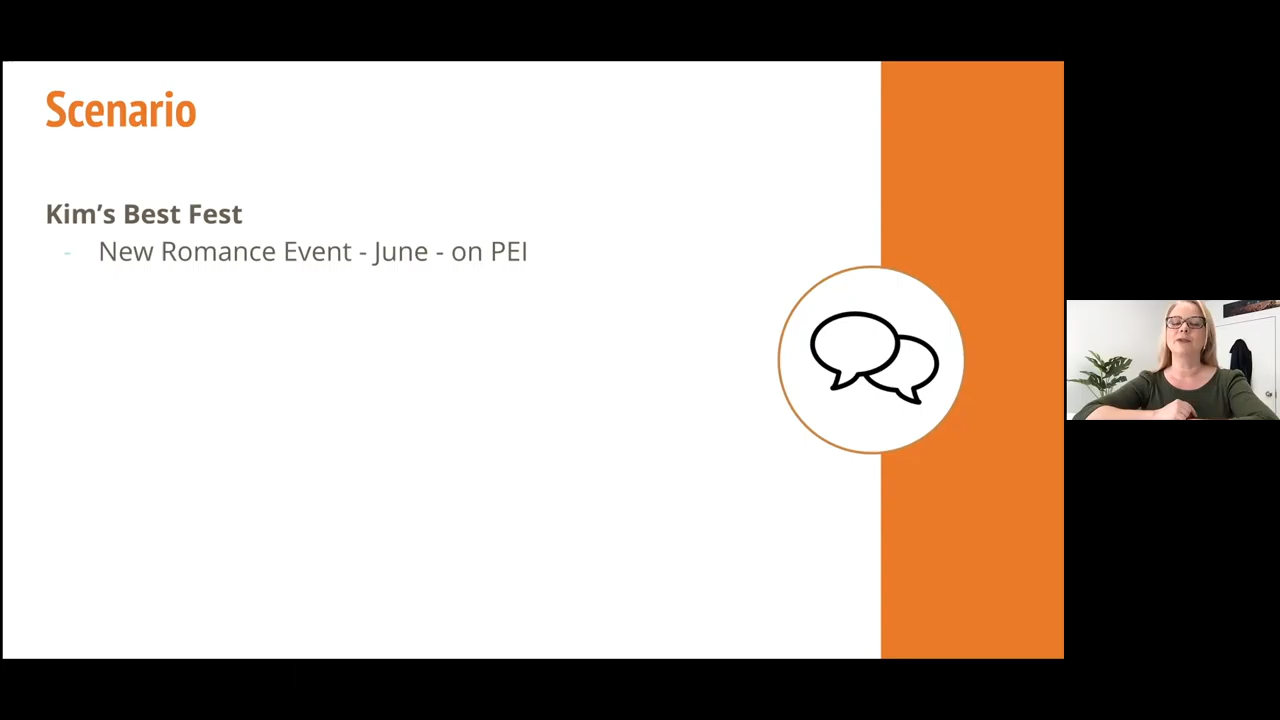 Scenario
Kim’s Best Fest
- New Romance Event - June - on PEI